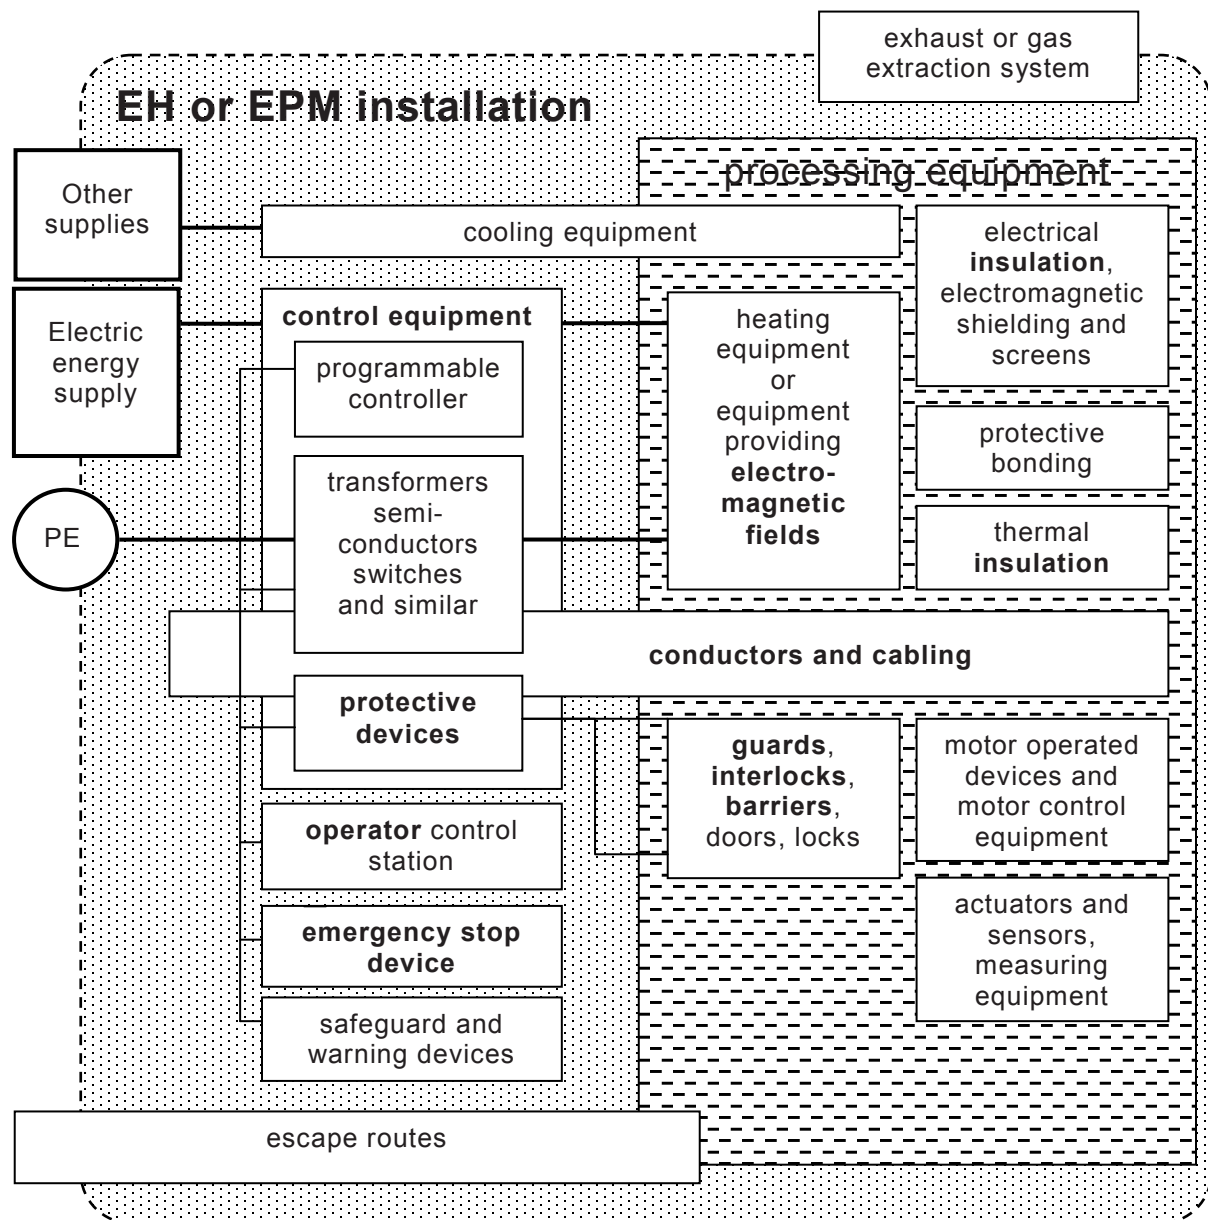 exhaust or gas
extraction system
EH or EPM installation
processing equipment
Other
supplies
cooling equipment
electrical
insulation,
electromagnetic
shielding and
screens
Electric
energy
supply
control equipment
programmable
controller
heating
equipment
or
equipment
providing
electro-
magnetic
fields
protective
bonding
PE
transformers
semi-
conductors
switches
and similar
thermal
insulation
conductors and cabling
protective
devices
guards,
interlocks,
barriers,
doors, locks
motor operated
devices and
motor control
equipment
operator control
station
emergency stop
device
actuators and
sensors,
measuring
equipment
safeguard and
warning devices
escape routes